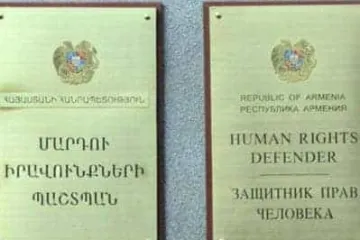 ՀԱՅԱՍՏԱՆԻ ՀԱՆՐԱՊԵՏՈՒԹՅՈՒՆ
ՄԱՐԴՈՒ
ԻՐԱՎՈՒՆՔՆԵՐԻ
ՊԱՇՏՊԱՆ
REPUBLIC OF ARMENIA
РЕСПУБЛИКА АРМЕНИЯ
HUMAN RIGHTS
DEFENDER
ЗАЩИТНИК ПРАВ
ЧЕЛОВЕКА